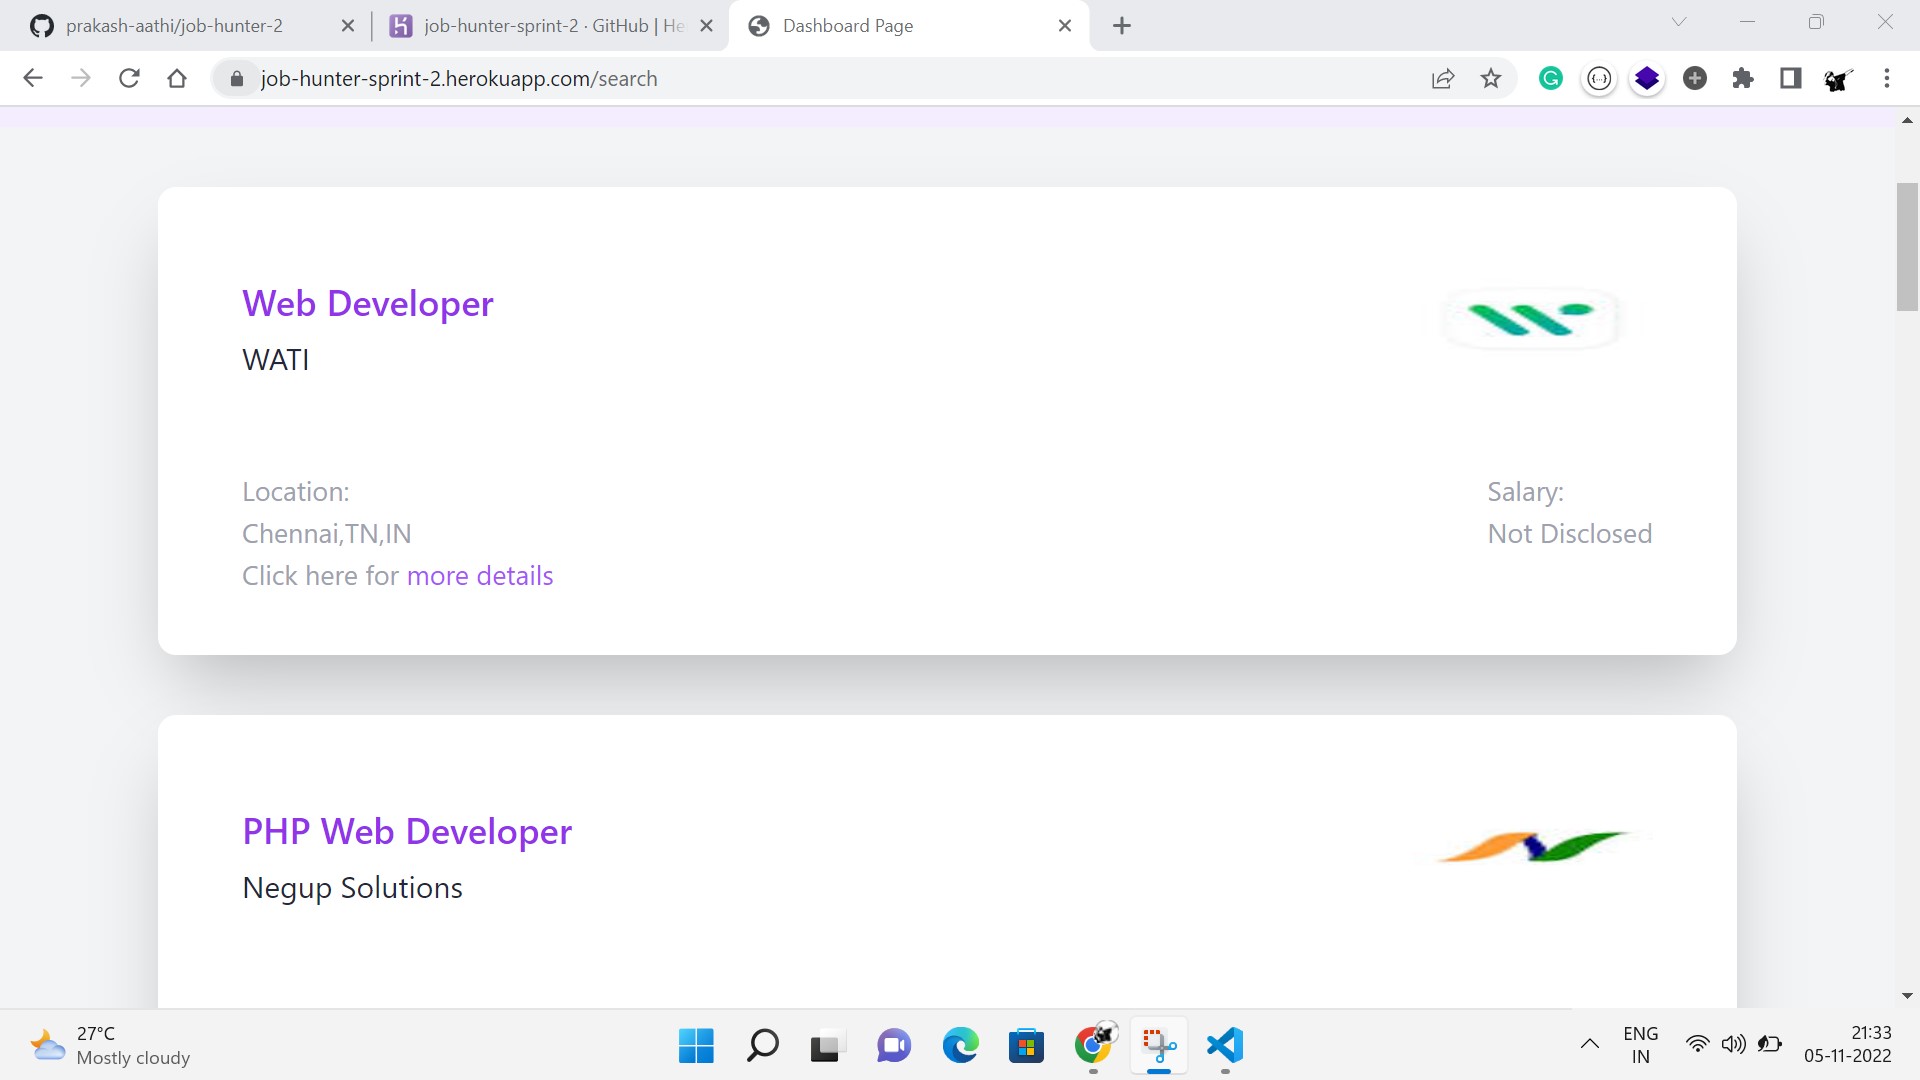 prakash-aathi/job-hunter-2
job-hunter-sprint-2 · GitHub | He
Dashboard Page
job-hunter-sprint-2.herokuapp.com/search
Web Developer
WATI
Location:
Chennai,TN,IN
Click here for more details
Salary:
Not Disclosed
PHP Web Developer
Negup Solutions
27°C
Mostly cloudy
ENG
IN
21:33
05-11-2022